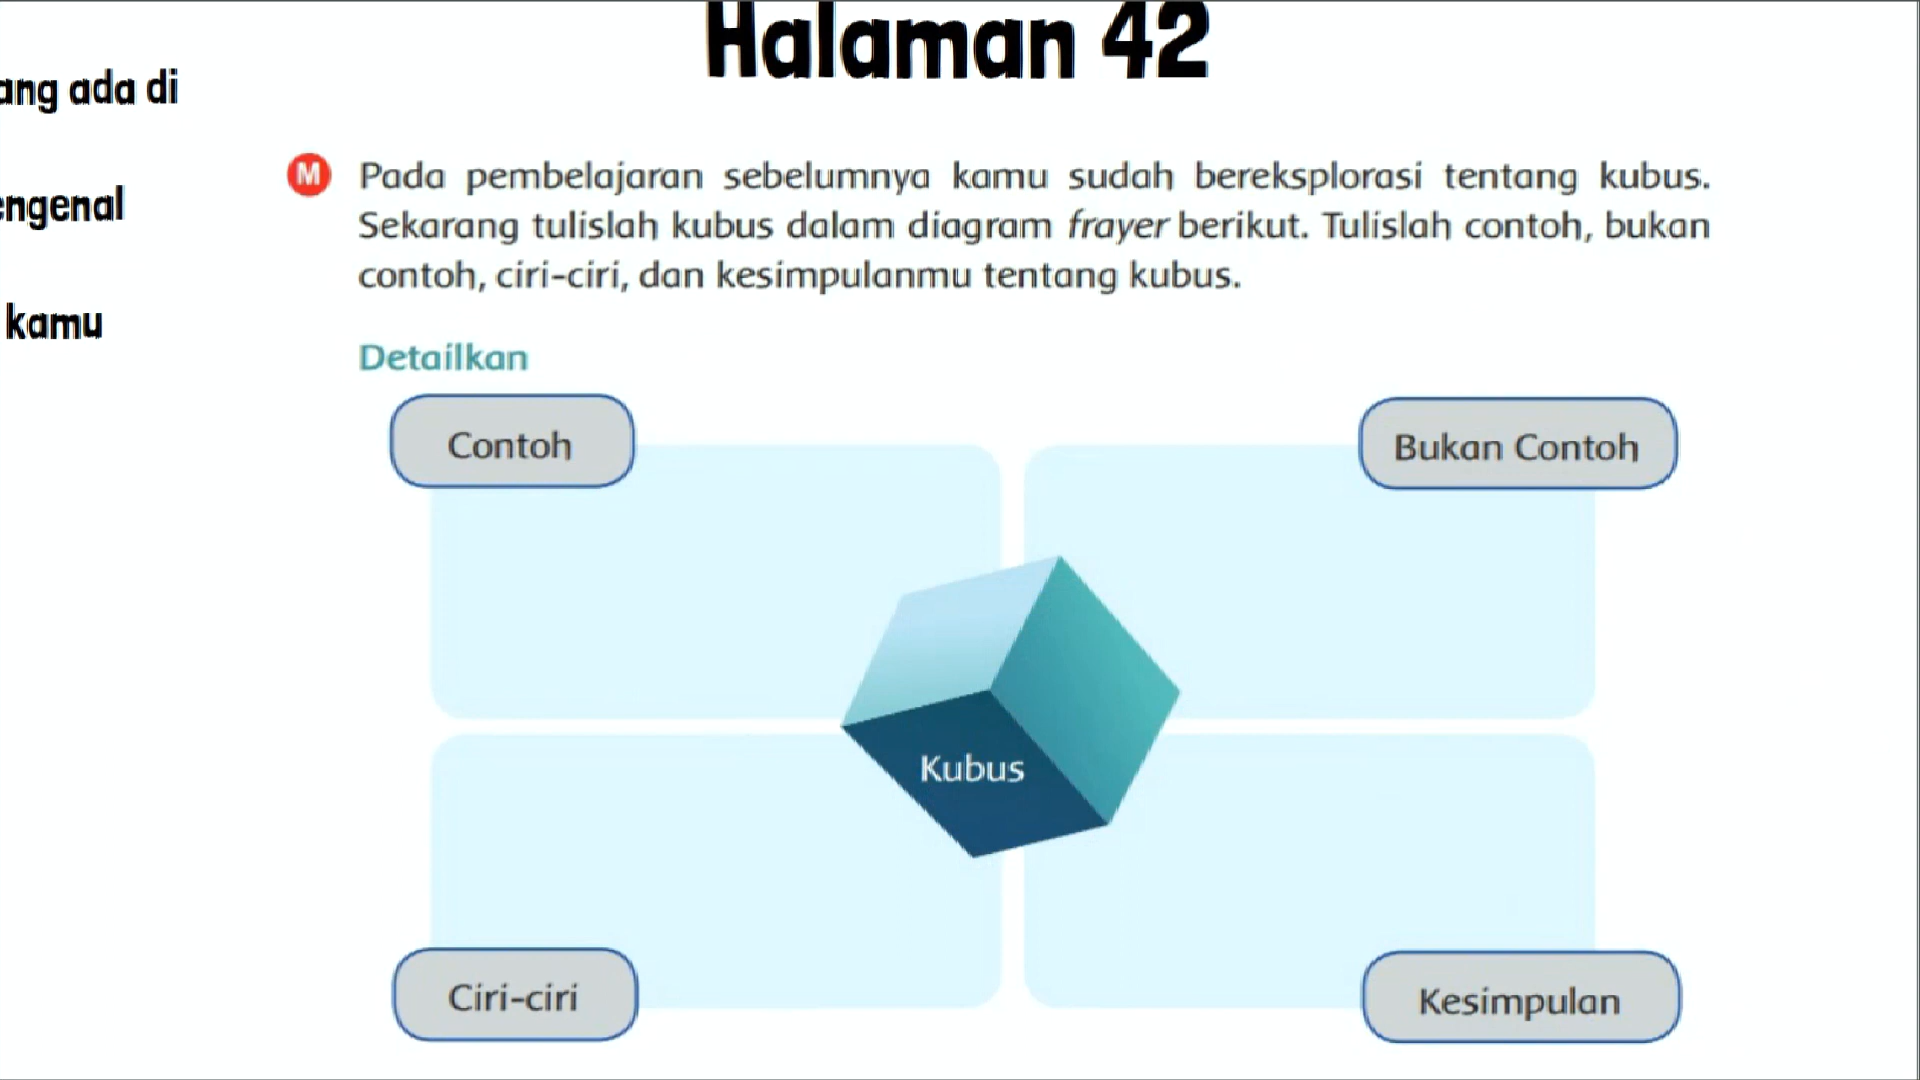 Halaman 42
ang ada di
engenal
kamu
M
Pada pembelajaran sebelumnya kamu sudah bereksplorasi tentang kubus.
Sekarang tulislah kubus dalam diagram frayer berikut. Tulislah contoh, bukan
contoh, ciri-ciri, dan kesimpulanmu tentang kubus.
Detailkan
Contoh
Bukan Contoh
Kubus
Ciri-ciri
Kesimpulan